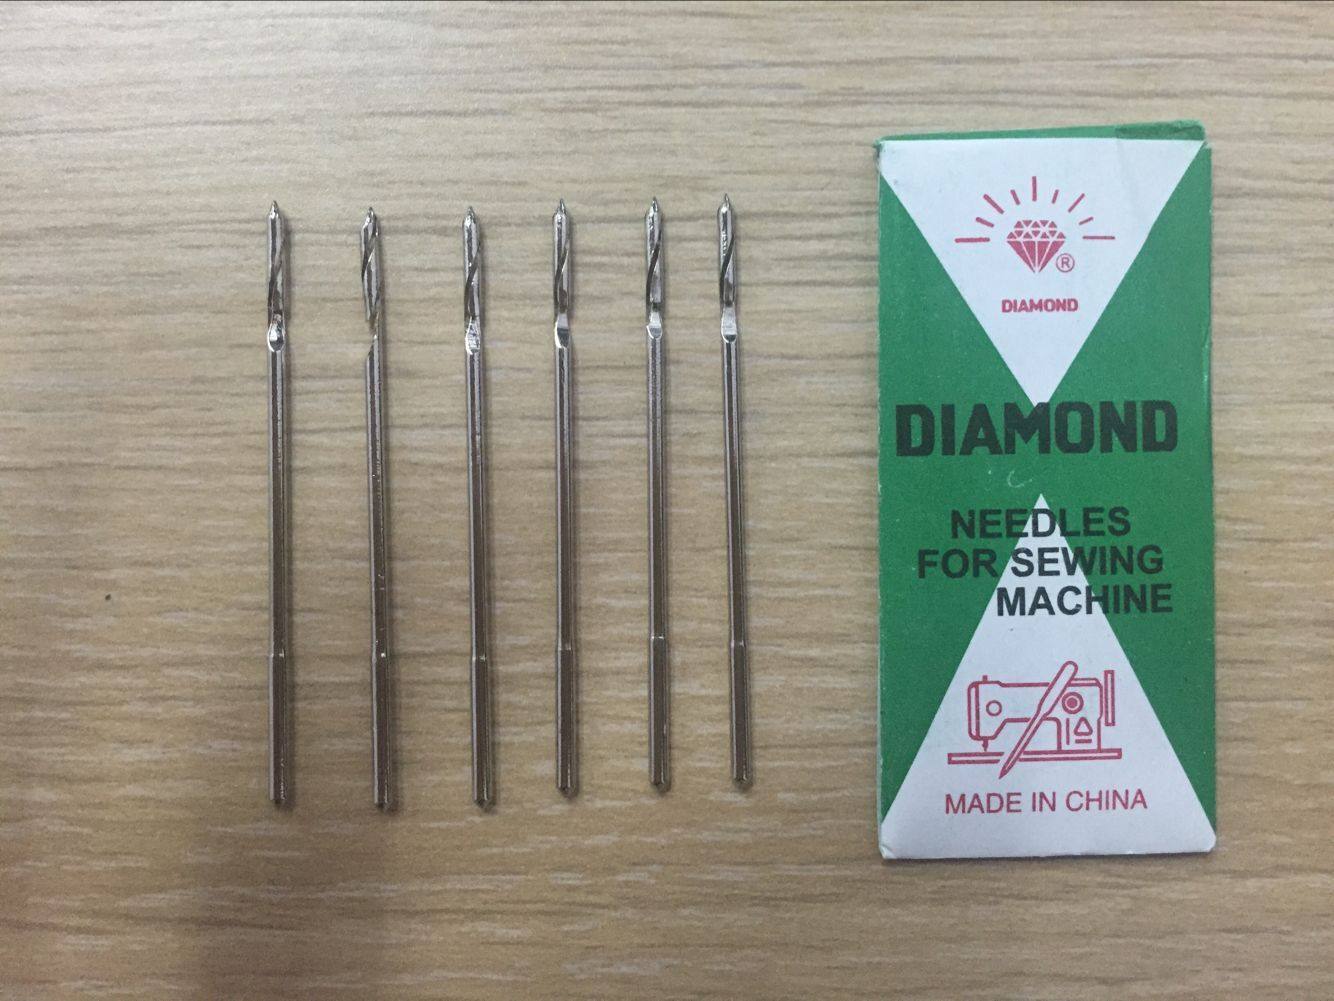 ®
DIAMOND
DIAMOND
NEEDLES
FOR SEWING
MACHINE
MADE IN CHINA